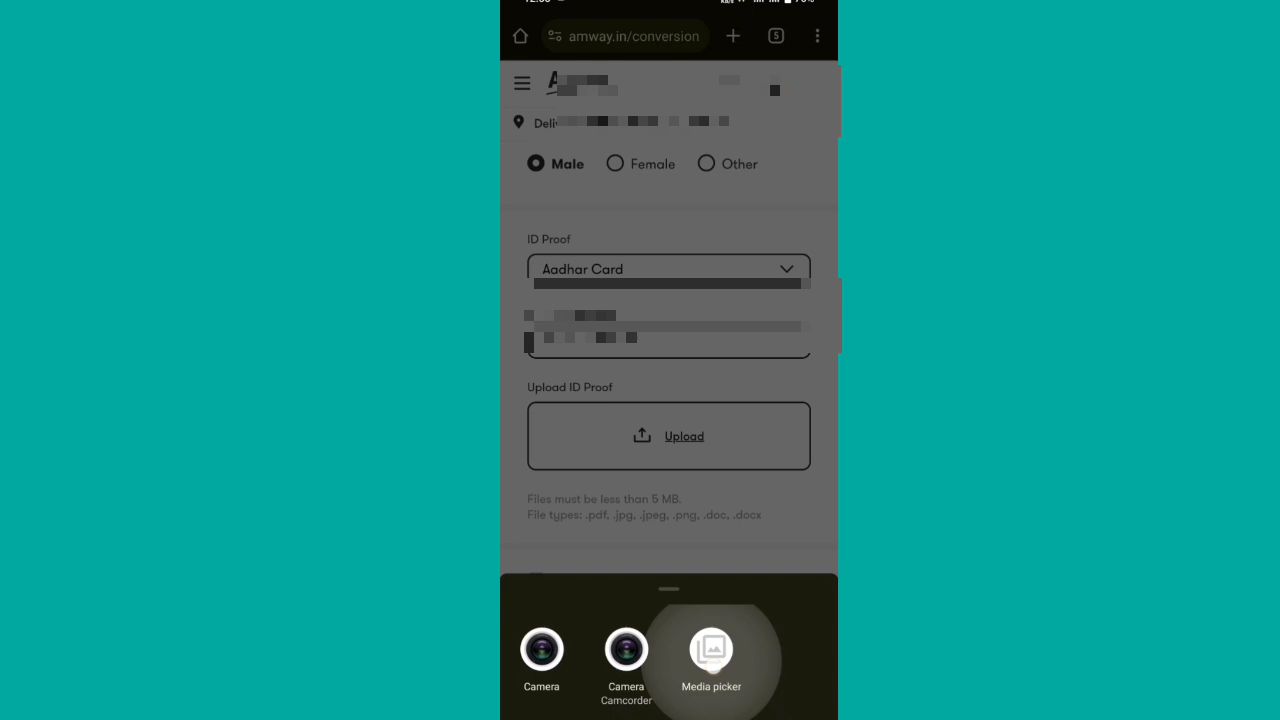 amway.in/conversion
5
Male Female Other
ID Proof
Aadhar Card
Upload ID Proof
Upload
Files must be less than 5 MB.
File types: .pdf, .jpg, .jpeg, .png, .doc, .docx
Camera
Camera
Camcorder
Media picker